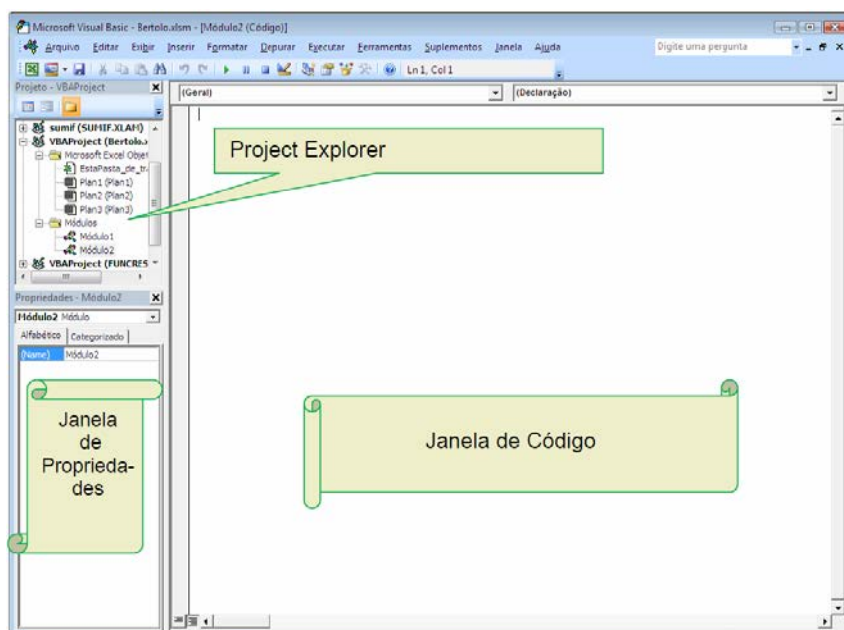 Microsoft Visual Basic - Bertolo.xlsm - [Módulo2 (Código)]
Arquivo Editar Exibir Inserir Formatar Depurar Executar Ferramentas Suplementos Janela Ajuda Digite uma pergunta
Ln 1, Col 1
Projeto - VBAProject
(Geral) (Declaração)
sumif (SUMIF.XLAM)
VBAProject (Bertolo.x
Microsoft Excel Objet
EstaPasta_de_tr
Plan1 (Plan1)
Plan2 (Plan2)
Plan3 (Plan3)
Módulos
Módulo1
Módulo2
VBAProject (FUNCRES
Project Explorer
Propriedades - Módulo2
Módulo2 Módulo
Alfabético Categorizado
(Name) Módulo2
Janela
de
Proprieda-
des
Janela de Código